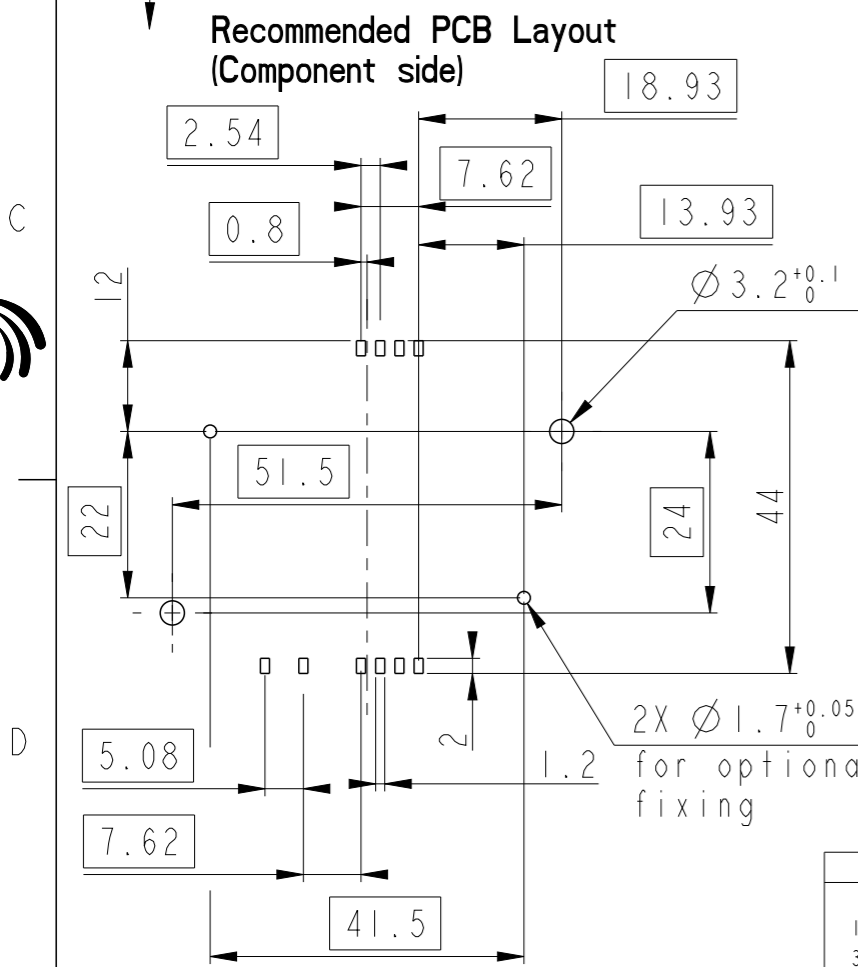 Recommended PCB Layout
(Component side)
18.93
2.54
7.62
13.93
0.8
C
12
Ø3.2 +0.1 0
51.5
22
24
44
D
2X Ø1.7 +0.05 0
for optiona
fixing
5.08
2
1.2
7.62
41.5
1
3